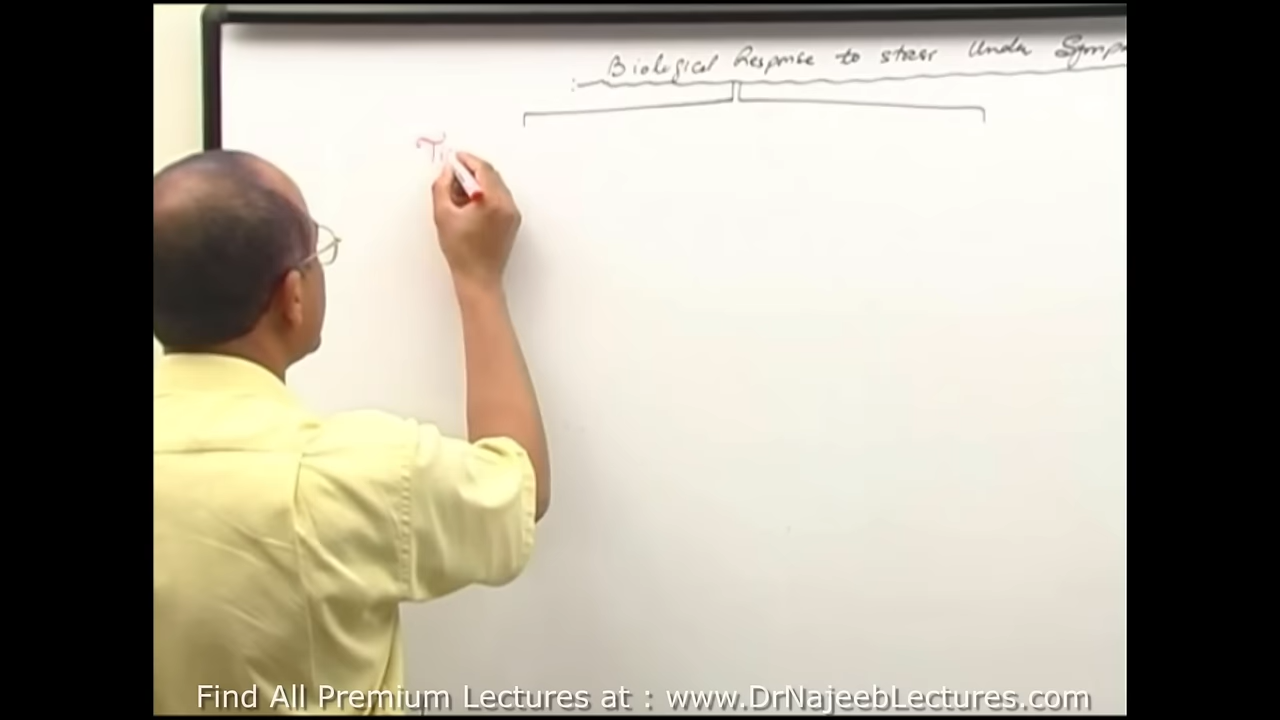 Biological Response to stress Under Symp
T
Find All Premium Lectures at : www.DrNajeebLectures.com